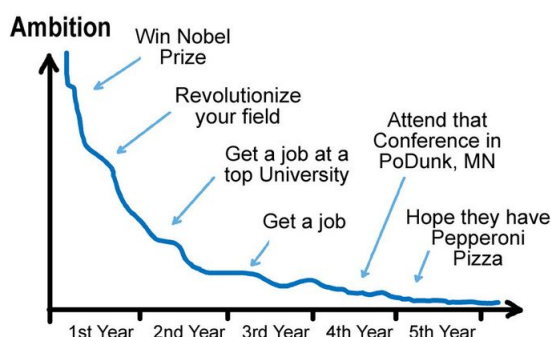 Ambition
Win Nobel
Prize
Revolutionize
your field
Get a job at a
top University
Get a job
Attend that
Conference in
PoDunk, MN
Hope they have
Pepperoni
Pizza
1st Year
2nd Year
3rd Year
4th Year
5th Year